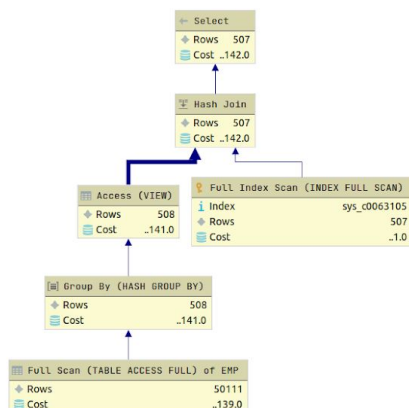 Select
Rows 507
Cost ..142.0
Hash Join
Rows 507
Cost ..142.0
Access (VIEW)
Rows 508
Cost ..141.0
Full Index Scan (INDEX FULL SCAN)
Index sys_c0063105
Rows 507
Cost ..1.0
Group By (HASH GROUP BY)
Rows 508
Cost ..141.0
Full Scan (TABLE ACCESS FULL) of EMP
Rows 50111
Cost ..139.0